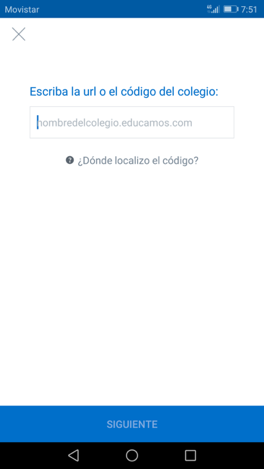 Movistar
4G 7:51
Escriba la url o el código del colegio:
nombredelcolegio.educamos.com
¿Dónde localizo el código?
SIGUIENTE